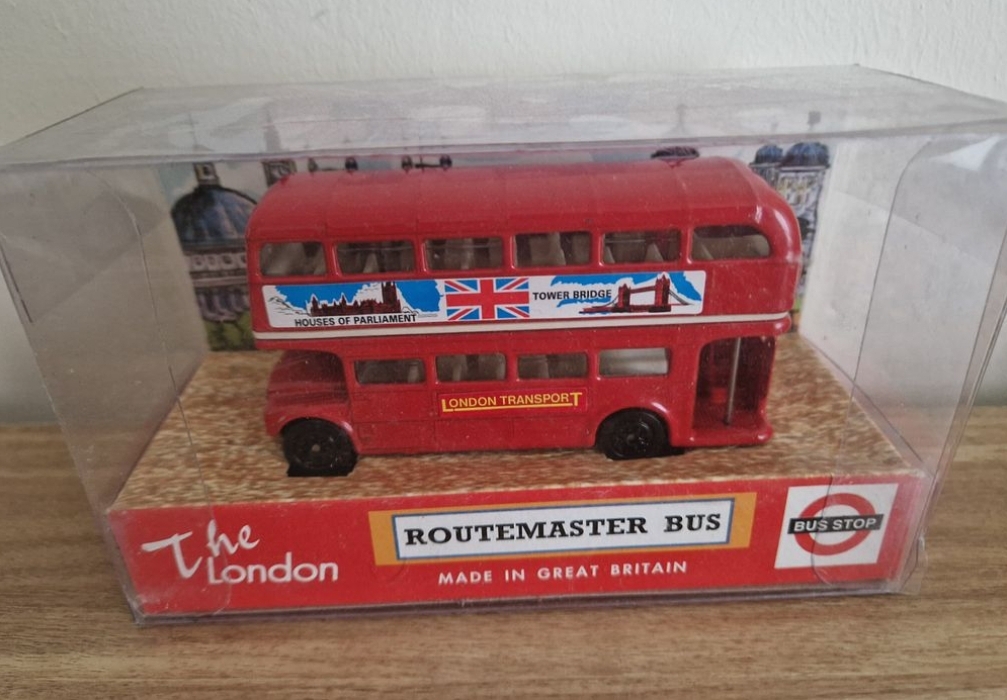 HOUSES OF PARLIAMENT
TOWER BRIDGE
LONDON TRANSPORT
The
London
ROUTEMASTER BUS
MADE IN GREAT BRITAIN
BUS STOP